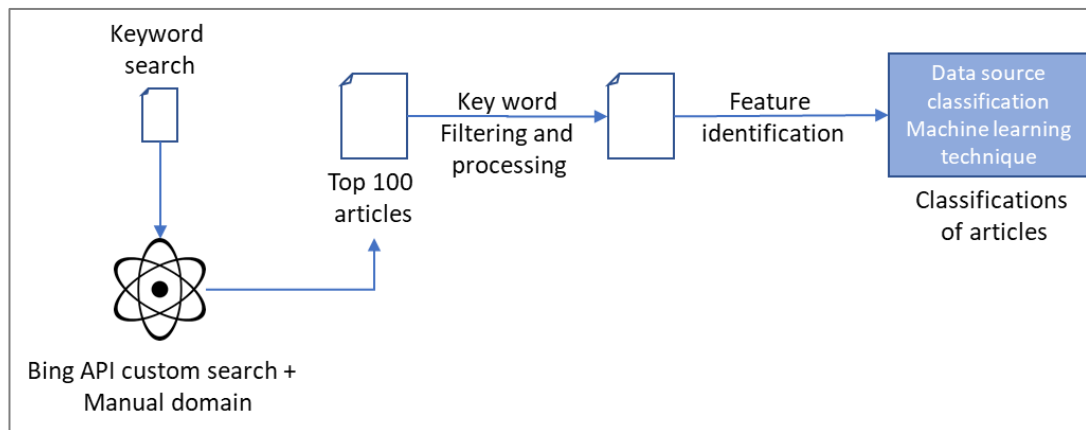 Keyword
search
Bing API custom search +
Manual domain
Top 100
articles
Key word
Filtering and
processing
Feature
identification
Data source
classification
Machine learning
technique
Classifications
of articles